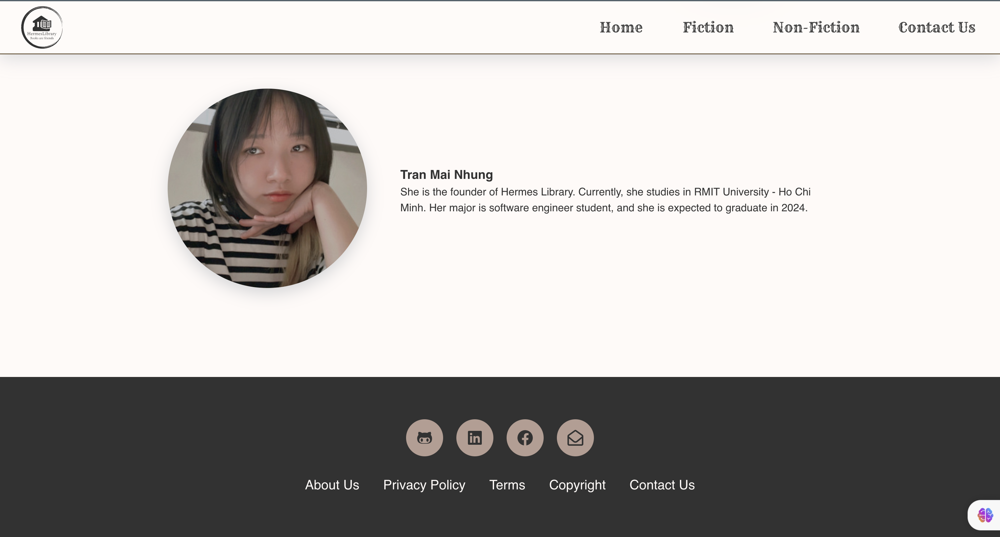 HermesLibrary
Books are friends
Home Fiction Non-Fiction Contact Us
Tran Mai Nhung
She is the founder of Hermes Library. Currently, she studies in RMIT University - Ho Chi
Minh. Her major is software engineer student, and she is expected to graduate in 2024.
in f
About Us Privacy Policy Terms Copyright Contact Us